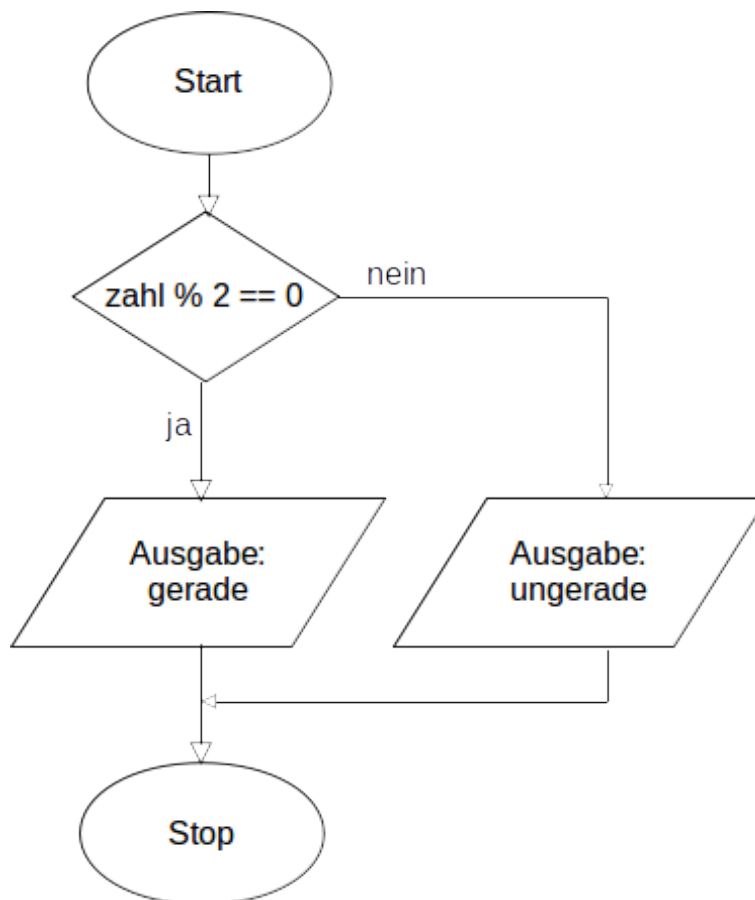 Start
zahl % 2 == 0
nein
ja
Ausgabe:
gerade
Ausgabe:
ungerade
Stop